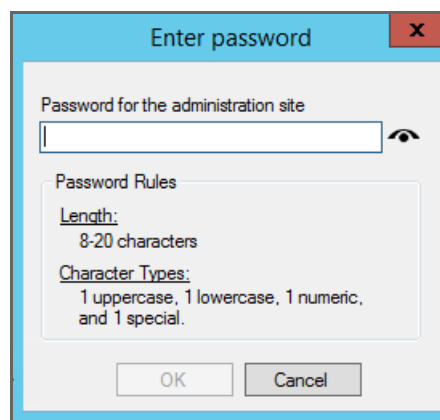 Enter password
x
Password for the administration site
Password Rules
Length:
8-20 characters
Character Types:
1 uppercase, 1 lowercase, 1 numeric,
and 1 special.
OK
Cancel